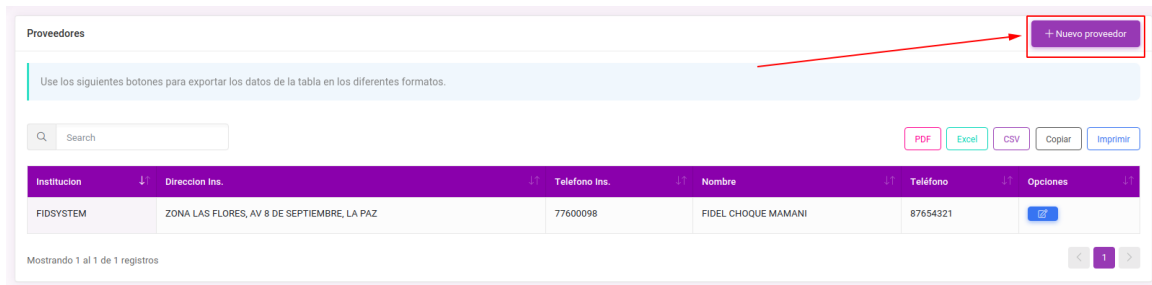 Proveedores
+ Nuevo proveedor
Use los siguientes botones para exportar los datos de la tabla en los diferentes formatos.
Search
PDF Excel CSV Copiar Imprimir
Institucion Direccion Ins. Telefono Ins. Nombre Teléfono Opciones
FIDSYSTEM ZONA LAS FLORES, AV 8 DE SEPTIEMBRE, LA PAZ 77600098 FIDEL CHOQUE MAMANI 87654321
Mostrando 1 al 1 de 1 registros
< 1 >